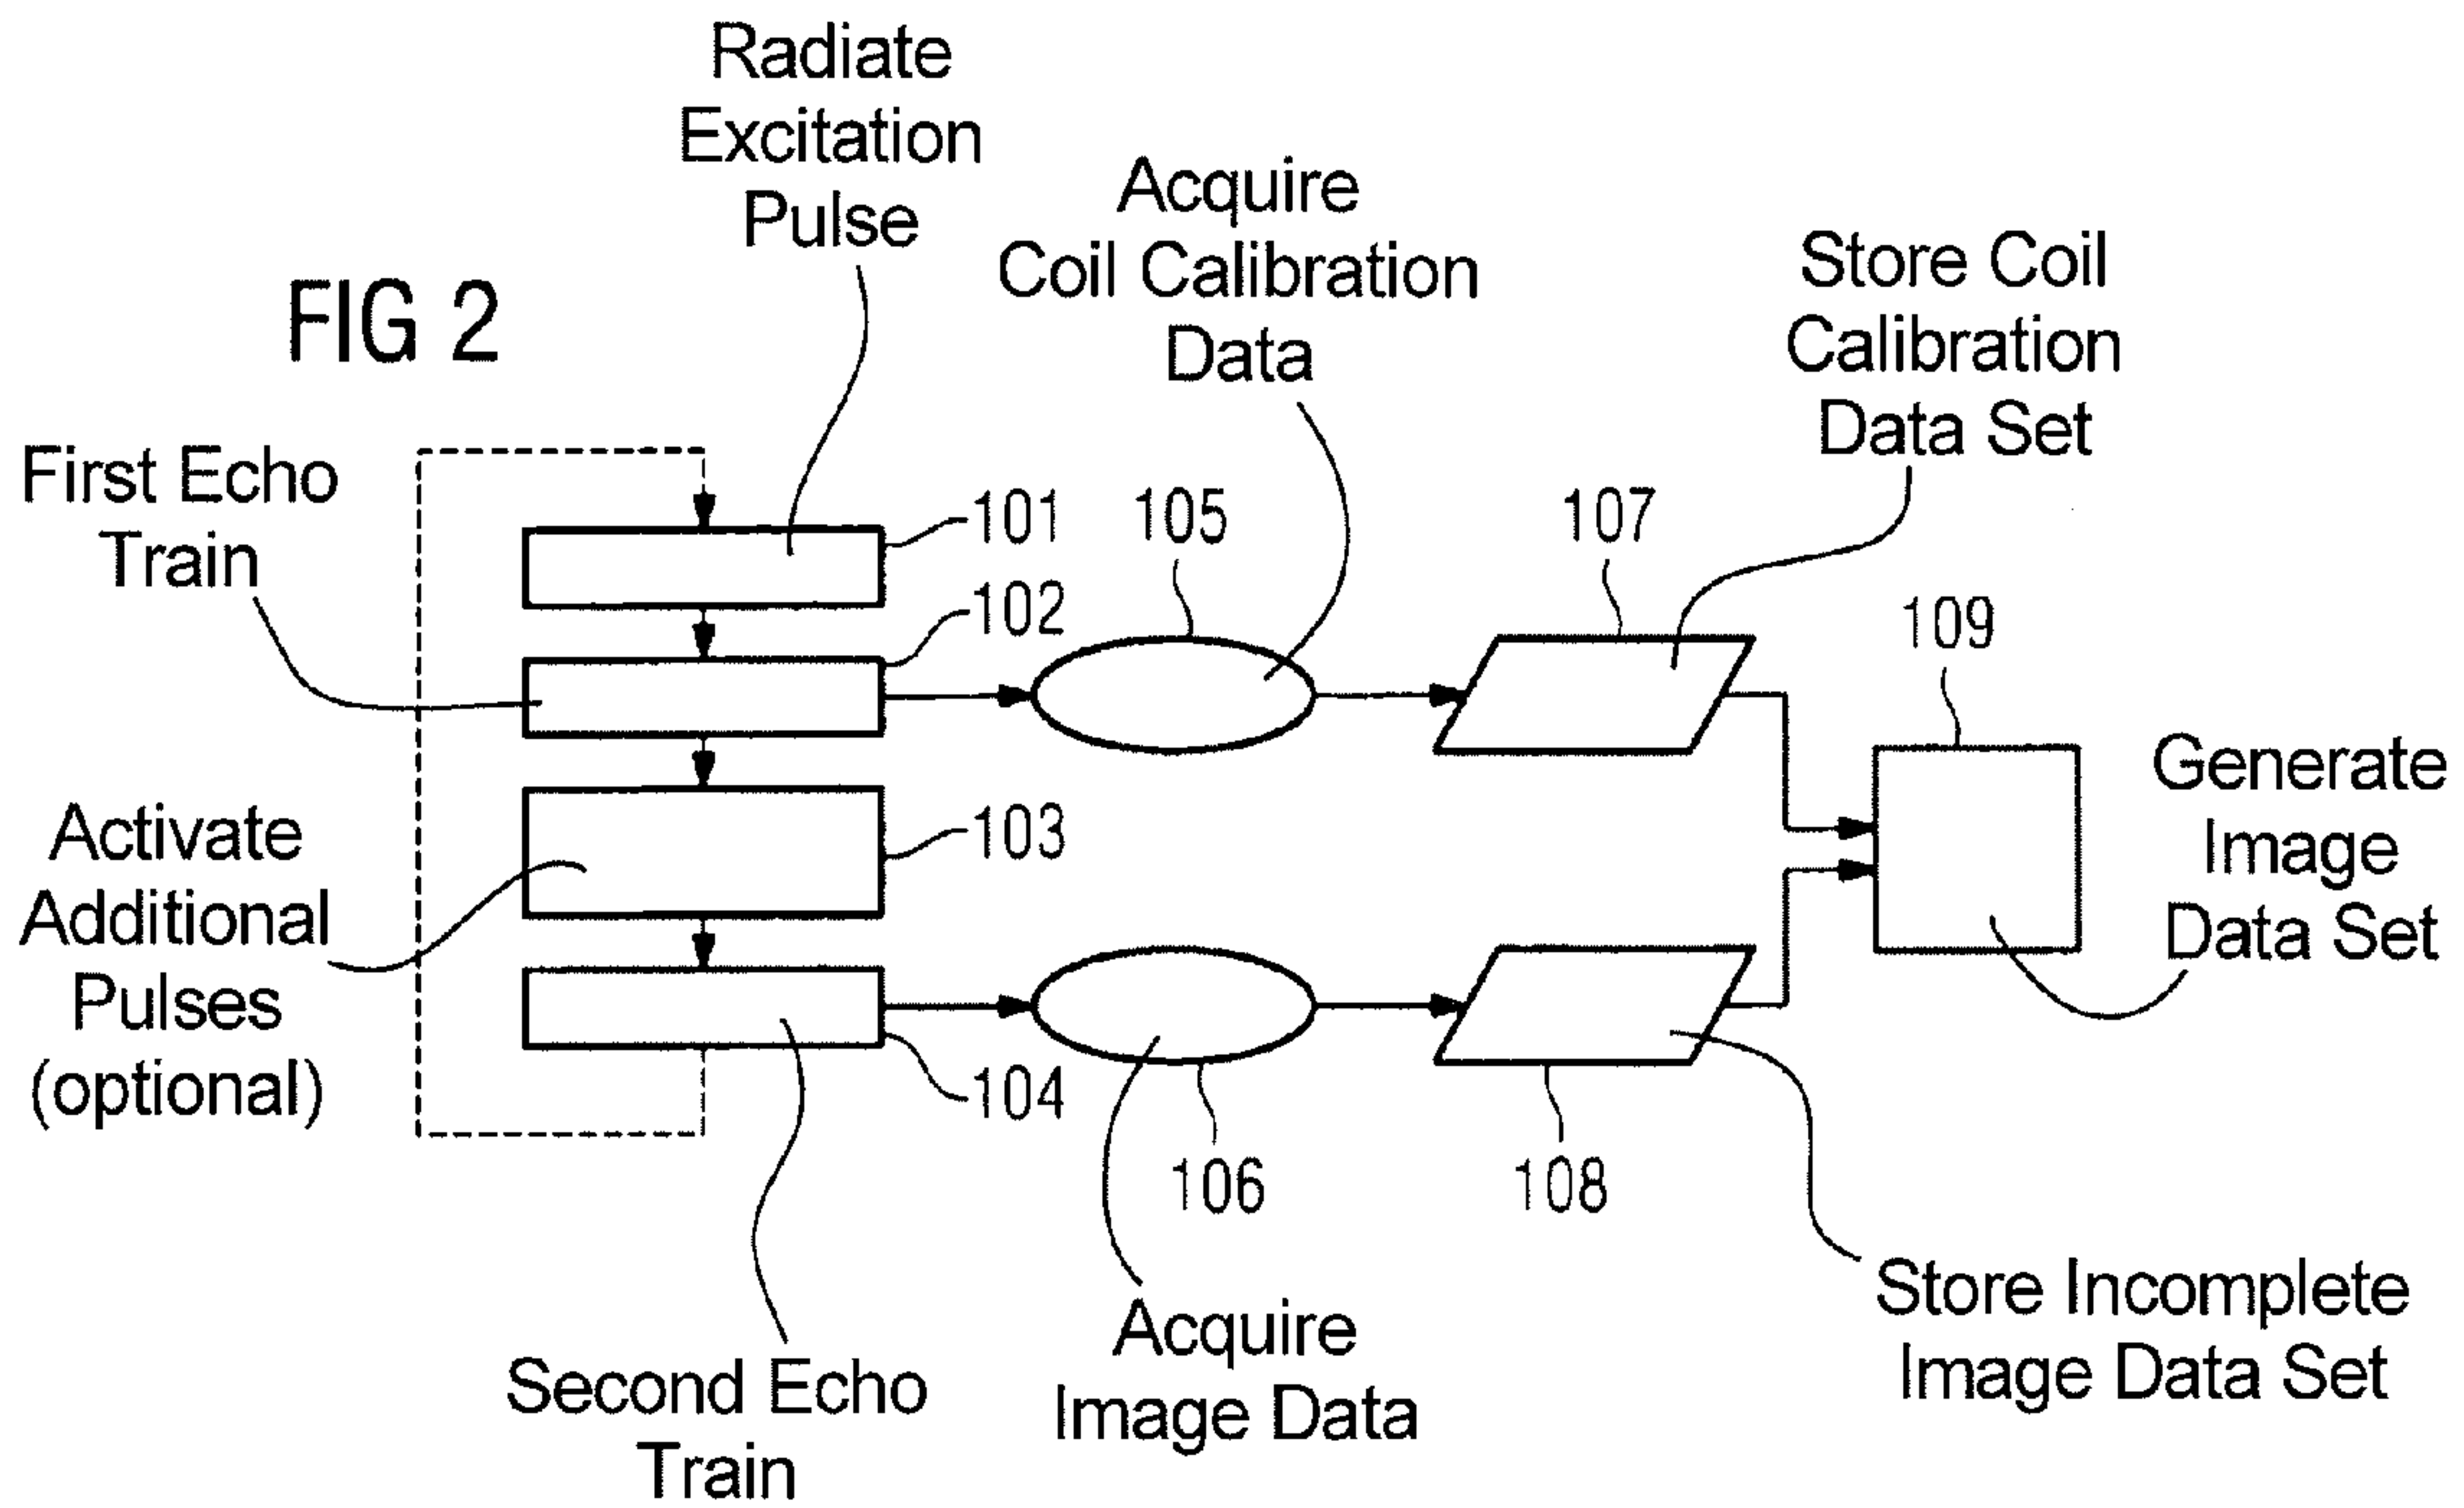 Radiate
Excitation
Pulse
Acquire
Coil Calibration
Data
Store Coil
Calibration
Data Set
FIG 2
First Echo
Train
101
105
107
102
109
Generate
Image
Data Set
Activate
Additional
Pulses
(optional)
103
104
106
108
Second Echo
Train
Acquire
Image Data
Store Incomplete
Image Data Set